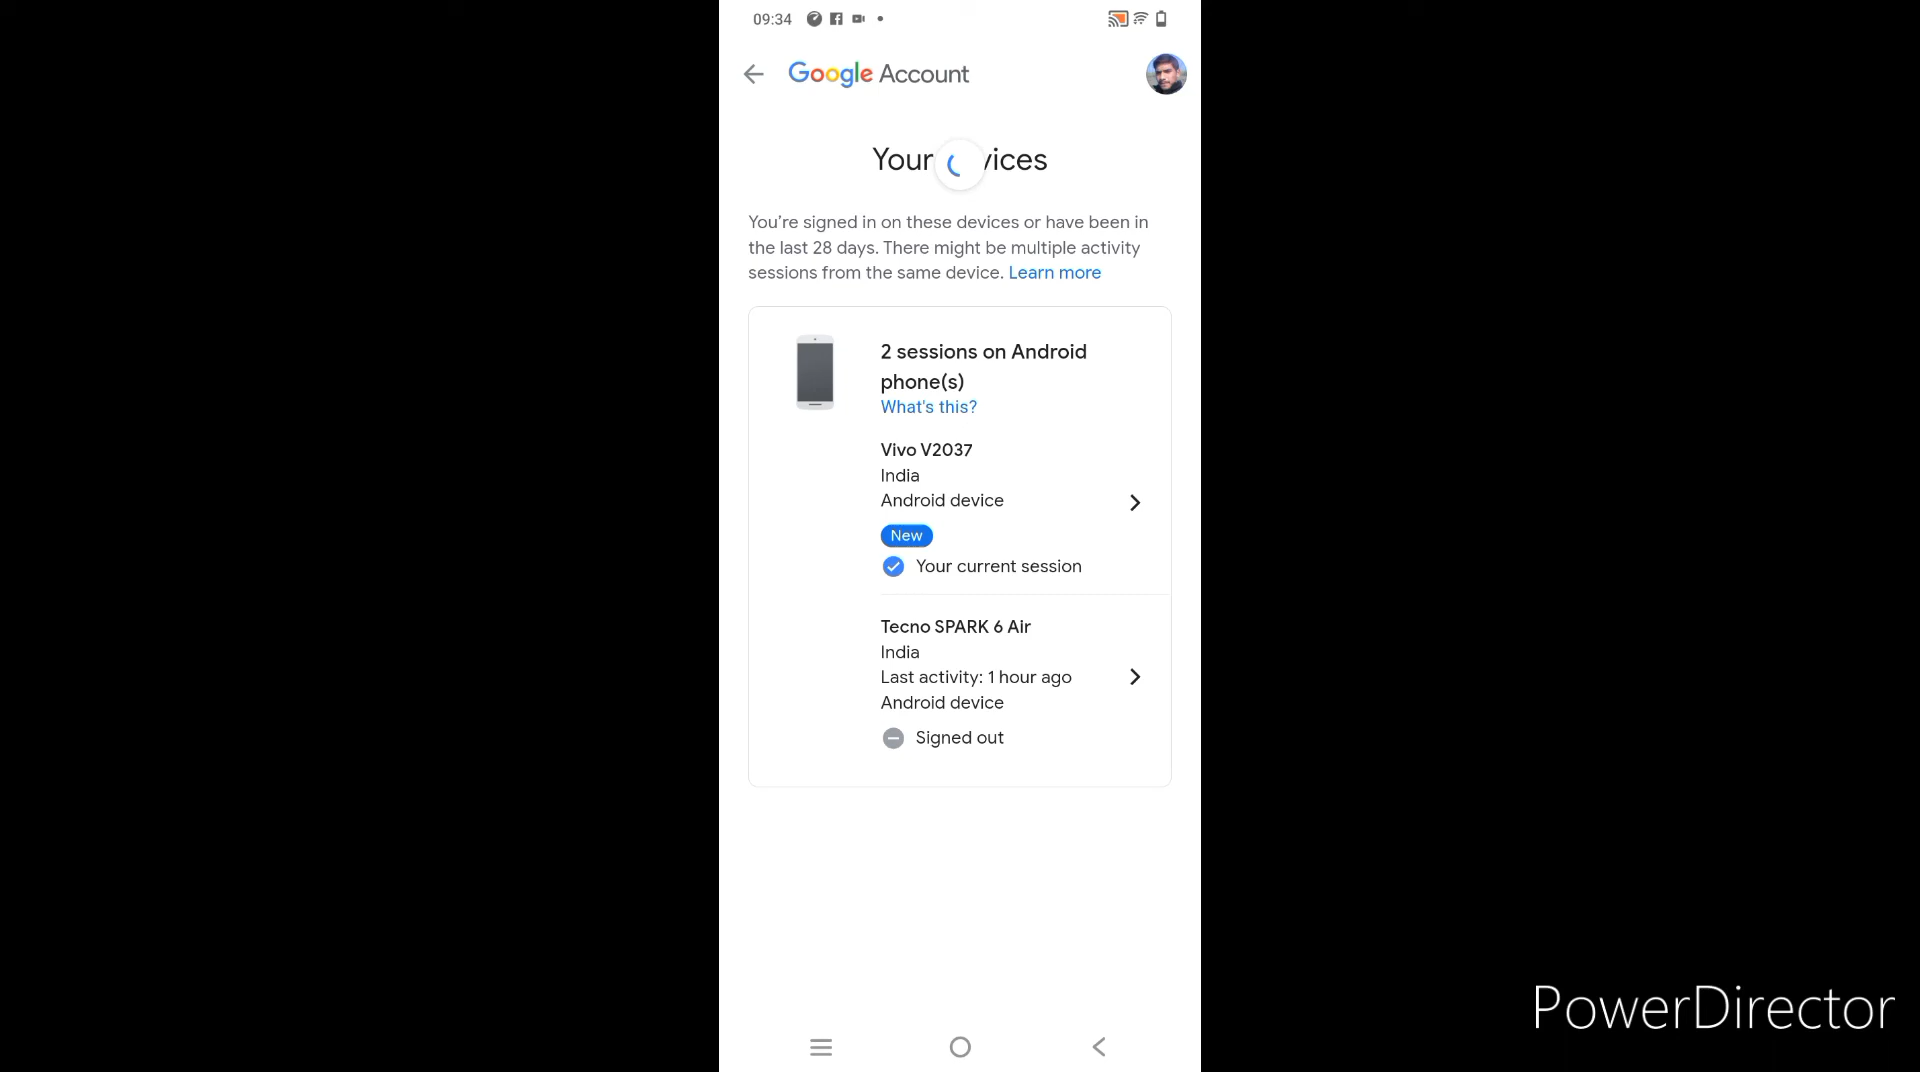 09:34
Google Account
Your vices
You're signed in on these devices or have been in
the last 28 days. There might be multiple activity
sessions from the same device. Learn more
2 sessions on Android
phone(s)
What's this?
Vivo V2037
India
Android device
New
Your current session
Tecno SPARK 6 Air
India
Last activity: 1 hour ago
Android device
Signed out
PowerDirector